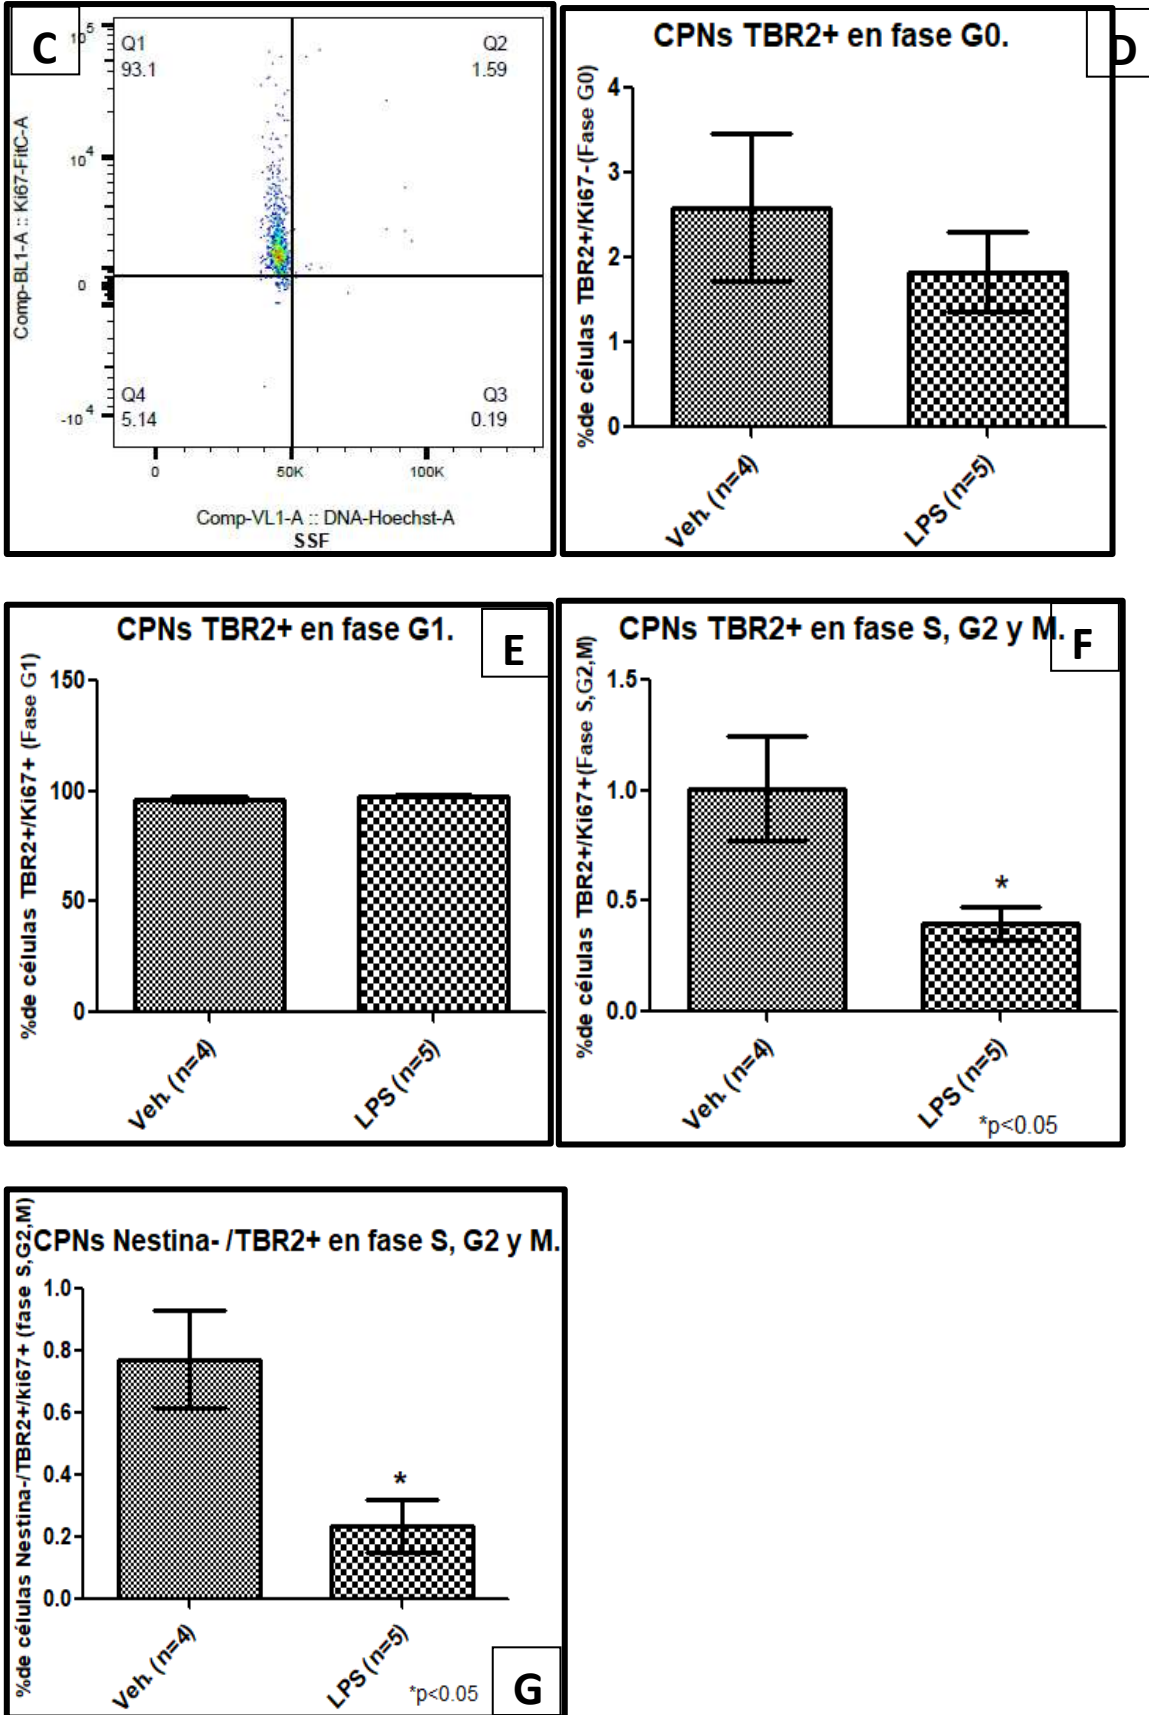 C
Q1
93.1
Q2
1.59
Q4
5.14
Q3
0.19
10^5
10^4
0
-10^4
Comp-BL1-A :: Ki67-FitC-A
0
50K
100K
Comp-VL1-A :: DNA-Hoechst-A
SSF
D
CPNs TBR2+ en fase G0.
%de células TBR2+/Ki67-(Fase G0)
4
3
2
1
0
Veh. (n=4)
LPS (n=5)
E
CPNs TBR2+ en fase G1.
%de células TBR2+/Ki67+ (Fase G1)
150
100
50
0
Veh. (n=4)
LPS (n=5)
F
CPNs TBR2+ en fase S, G2 y M.
%de células TBR2+/Ki67+(Fase S,G2,M)
1.5
1.0
0.5
0.0
*
Veh. (n=4)
LPS (n=5)
*p<0.05
CPNs Nestina- /TBR2+ en fase S, G2 y M.
%de células Nestina-/TBR2+/ki67+ (fase S,G2,M)
1.0
0.8
0.6
0.4
0.2
0.0
*
Veh. (n=4)
LPS (n=5)
*p<0.05
G